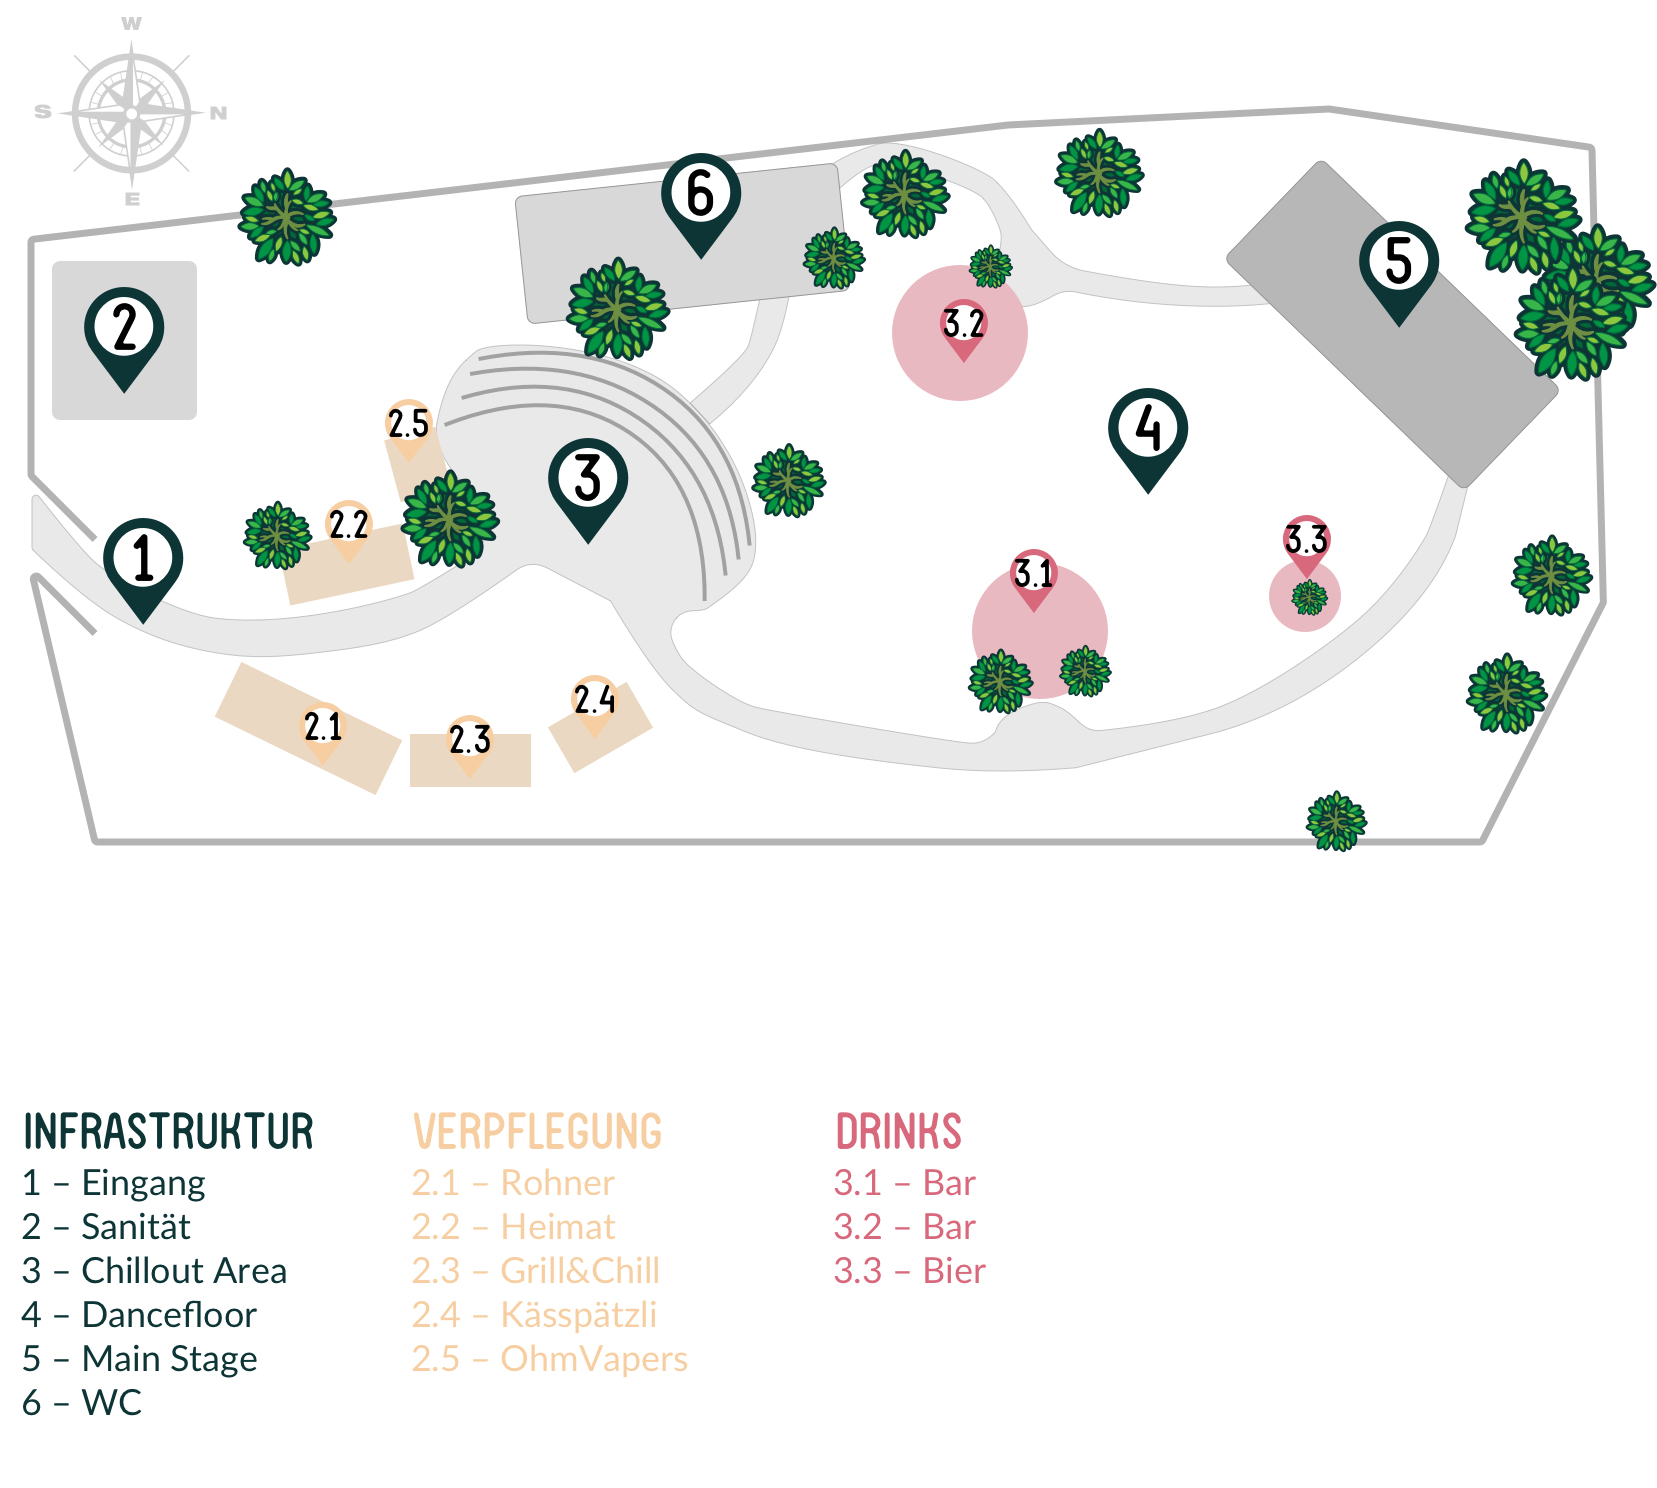 W
S N
E
6
5
2
3.2
4
2.5
3
2.2
3.3
1
3.1
2.4
2.1
2.3
INFRASTRUKTUR
1 – Eingang
2 – Sanität
3 – Chillout Area
4 – Dancefloor
5 – Main Stage
6 – WC
VERPFLEGUNG
2.1 – Rohner
2.2 – Heimat
2.3 – Grill&Chill
2.4 – Kässpätzli
2.5 – OhmVapers
DRINKS
3.1 – Bar
3.2 – Bar
3.3 – Bier